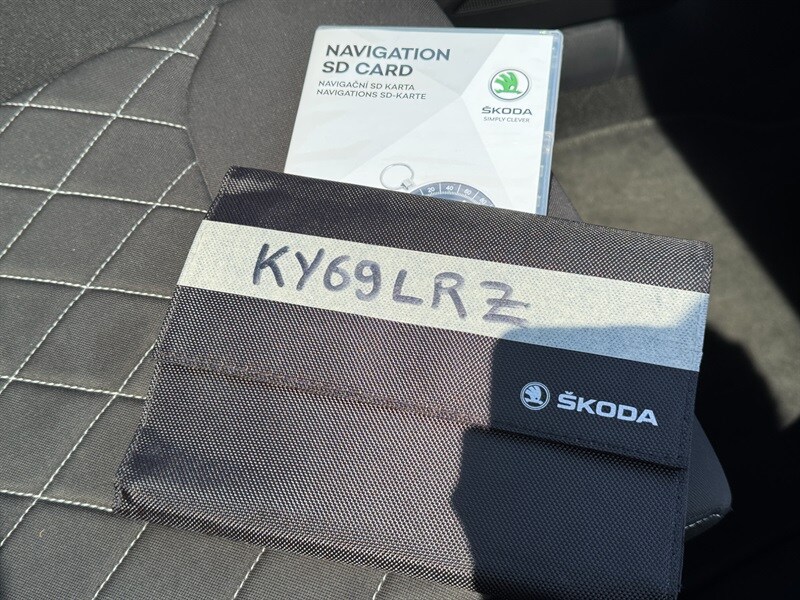 NAVIGATION
SD CARD
NAVIGAČNÍ SD KARTA
NAVIGATIONS SD-KARTE
ŠKODA
SIMPLY CLEVER
KY69LRZ
ŠKODA